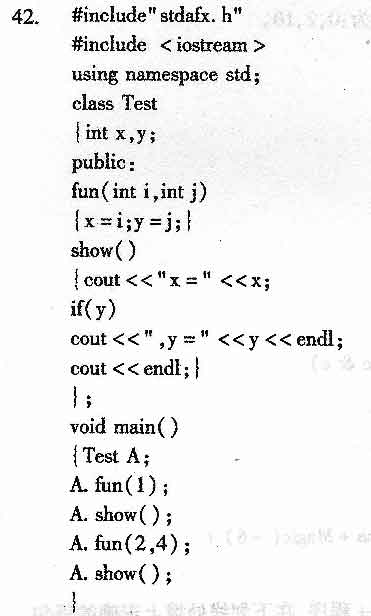 42. #include"stdafx. h"
#include <iostream>
using namespace std;
class Test
{int x,y;
public:
fun(int i,int j)
{x=i;y=j;}
show()
{cout<<"x="<<x;
if(y)
cout<<",y="<<y<<endl;
cout<<endl;}
};
void main()
{Test A;
A. fun(1);
A. show();
A. fun(2,4);
A. show();
}